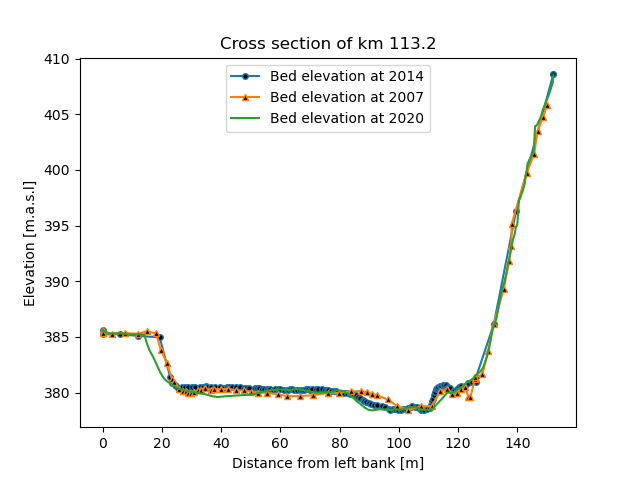 Cross section of km 113.2
Bed elevation at 2014
Bed elevation at 2007
Bed elevation at 2020
Elevation [m.a.s.l]
410
405
400
395
390
385
380
0 20 40 60 80 100 120 140
Distance from left bank [m]